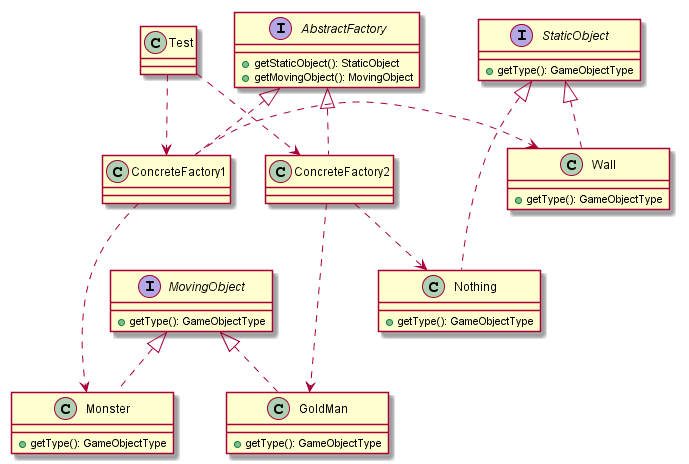 C Test
I AbstractFactory
getStaticObject(): StaticObject
getMovingObject(): MovingObject
I StaticObject
getType(): GameObjectType
C ConcreteFactory1
C ConcreteFactory2
C Wall
getType(): GameObjectType
I MovingObject
getType(): GameObjectType
C Nothing
getType(): GameObjectType
C Monster
getType(): GameObjectType
C GoldMan
getType(): GameObjectType